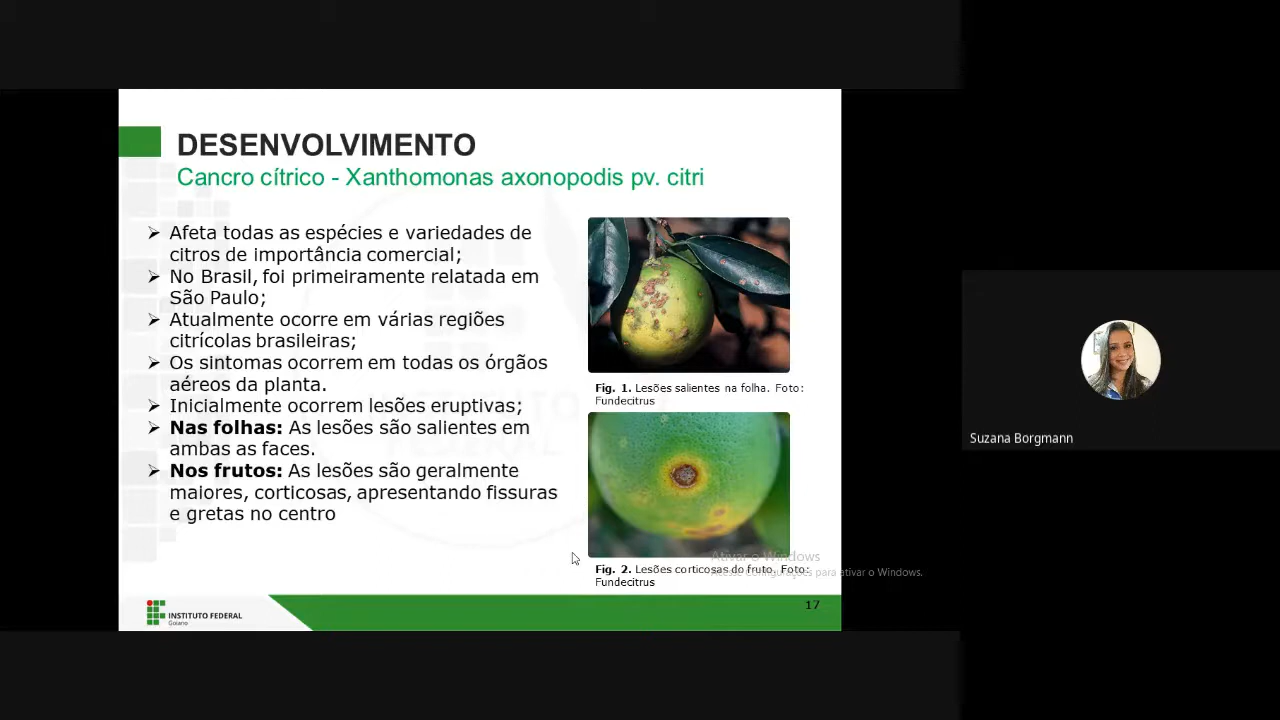 DESENVOLVIMENTO
Cancro cítrico - Xanthomonas axonopodis pv. citri
Afeta todas as espécies e variedades de
citros de importância comercial;
No Brasil, foi primeiramente relatada em
São Paulo;
Atualmente ocorre em várias regiões
citrícolas brasileiras;
Os sintomas ocorrem em todas os órgãos
aéreos da planta.
Inicialmente ocorrem lesões eruptivas;
Nas folhas: As lesões são salientes em
ambas as faces.
Nos frutos: As lesões são geralmente
maiores, corticosas, apresentando fissuras
e gretas no centro
Fig. 1. Lesões salientes na folha. Foto:
Fundecitrus
Fig. 2. Lesões corticosas do fruto. Foto:
Fundecitrus
Ativar o Windows
Acesse Configurações para ativar o Windows.
INSTITUTO FEDERAL
Goiano
17
Suzana Borgmann